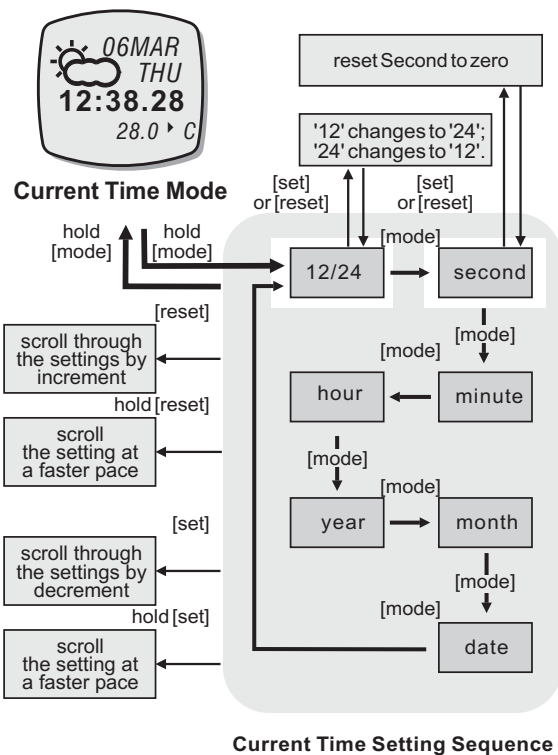 06MAR
THU
12:38.28
28.0 ‣ C
Current Time Mode
reset Second to zero
'12' changes to '24';
'24' changes to '12'.
[set]
or [reset]
[set]
or [reset]
hold
[mode]
hold
[mode]
[mode]
12/24
second
[reset]
scroll through
the settings by
increment
[mode]
[mode]
hour
minute
hold [reset]
scroll
the setting at
a faster pace
[mode]
[mode]
year
month
[set]
scroll through
the settings by
decrement
[mode]
hold [set]
scroll
the setting at
a faster pace
[mode]
date
Current Time Setting Sequence